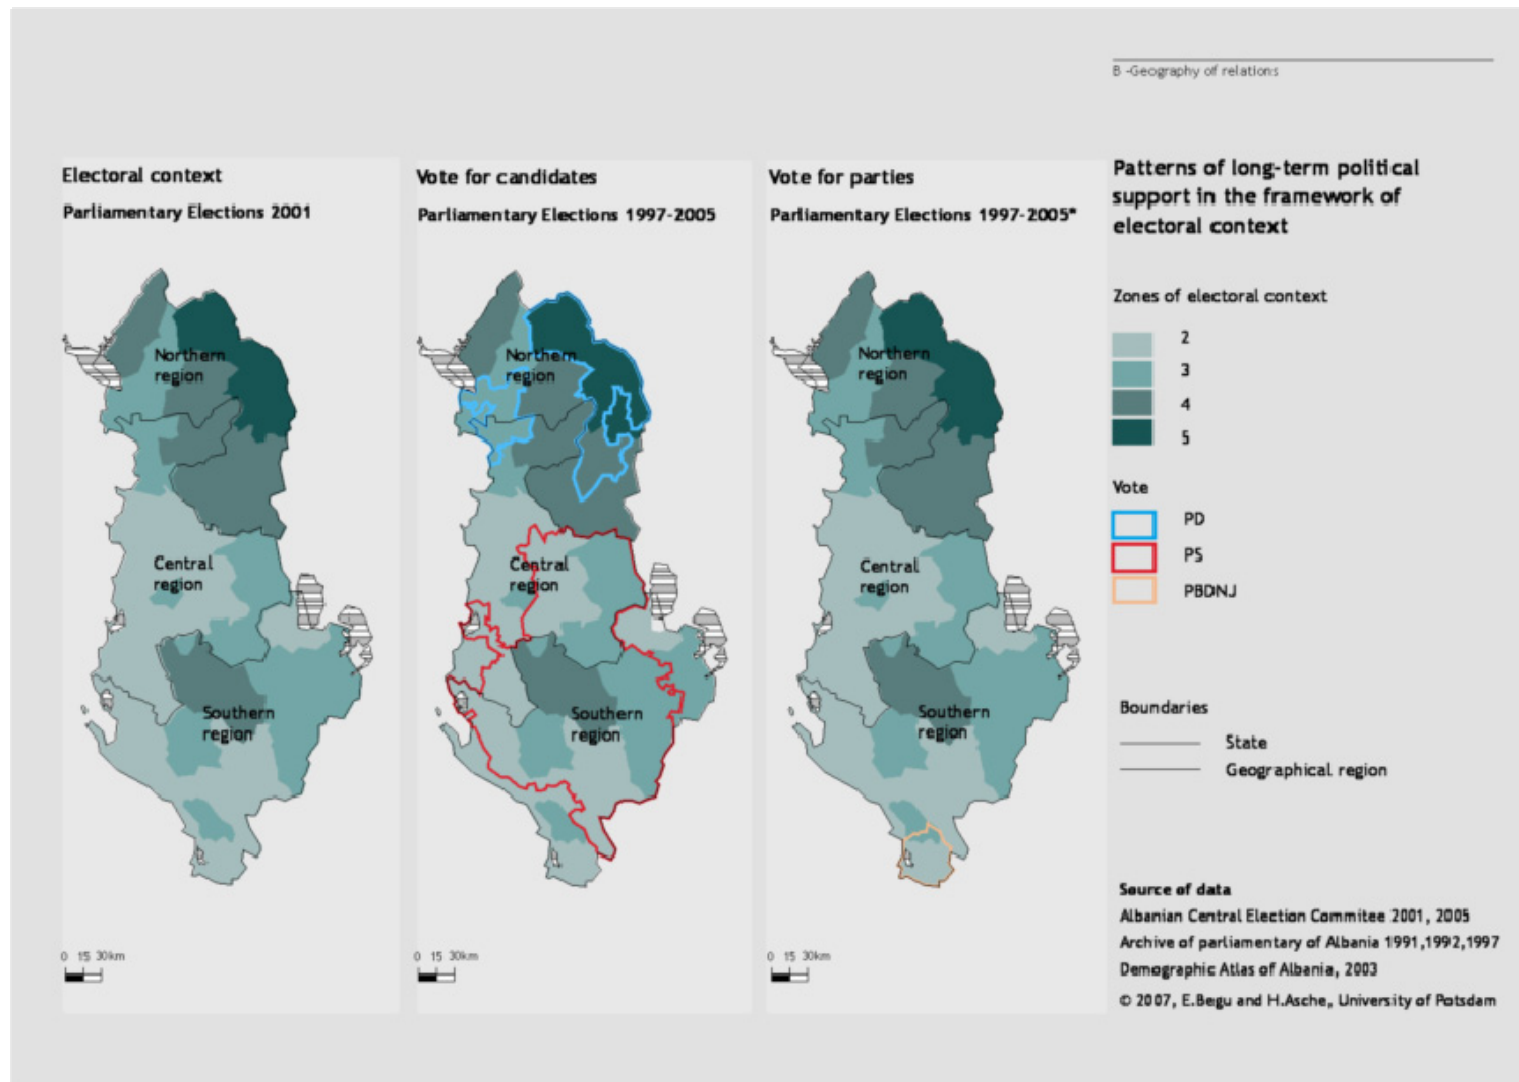 B -Geography of relations
Electoral context
Parliamentary Elections 2001
Northern
region
Central
region
Southern
region
0 15 30km
Vote for candidates
Parliamentary Elections 1997-2005
Northern
region
Central
region
Southern
region
0 15 30km
Vote for parties
Parliamentary Elections 1997-2005*
Northern
region
Central
region
Southern
region
0 15 30km
Patterns of long-term political
support in the framework of
electoral context
Zones of electoral context
2
3
4
5
Vote
PD
PS
PBDNJ
Boundaries
State
Geographical region
Source of data
Albanian Central Election Commitee 2001, 2005
Archive of parliamentary of Albania 1991,1992,1997
Demographic Atlas of Albania, 2003
© 2007, E.Beigu and H.Asche, University of Potsdam